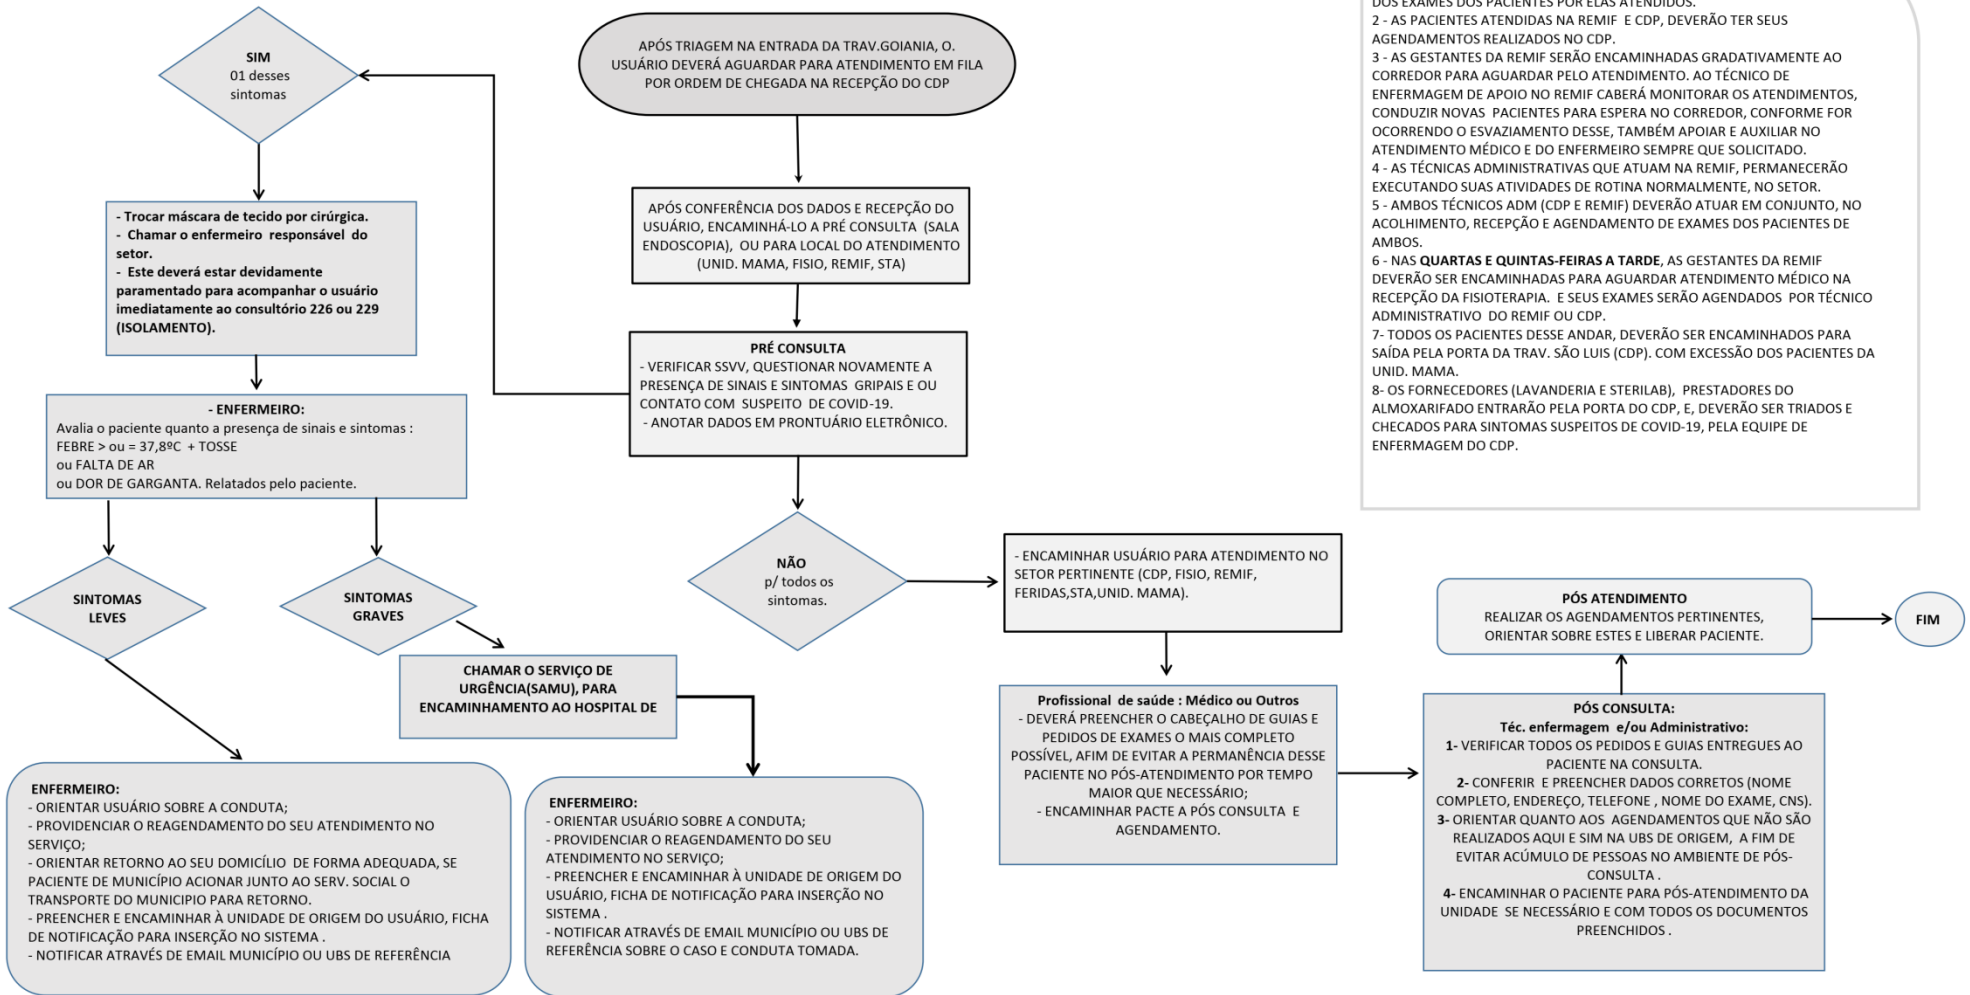 APÓS TRIAGEM NA ENTRADA DA TRAV.GOIANIA, O.
USUÁRIO DEVERÁ AGUARDAR PARA ATENDIMENTO EM FILA
POR ORDEM DE CHEGADA NA RECEPÇÃO DO CDP
SIM
01 desses
sintomas
APÓS CONFERÊNCIA DOS DADOS E RECEPÇÃO DO
USUÁRIO, ENCAMINHÁ-LO A PRÉ CONSULTA (SALA
ENDOSCOPIA), OU PARA LOCAL DO ATENDIMENTO
(UNID. MAMA, FISIO, REMIF, STA)
- Trocar máscara de tecido por cirúrgica.
- Chamar o enfermeiro responsável do
setor.
- Este deverá estar devidamente
paramentado para acompanhar o usuário
imediatamente ao consultório 226 ou 229
(ISOLAMENTO).
PRÉ CONSULTA
- VERIFICAR SSVV, QUESTIONAR NOVAMENTE A
PRESENÇA DE SINAIS E SINTOMAS GRIPAIS E OU
CONTATO COM SUSPEITO DE COVID-19.
- ANOTAR DADOS EM PRONTUÁRIO ELETRÔNICO.
- ENFERMEIRO:
Avalia o paciente quanto a presença de sinais e sintomas :
FEBRE > ou = 37,8ºC + TOSSE
ou FALTA DE AR
ou DOR DE GARGANTA. Relatados pelo paciente.
SINTOMAS
LEVES
SINTOMAS
GRAVES
CHAMAR O SERVIÇO DE
URGÊNCIA(SAMU), PARA
ENCAMINHAMENTO AO HOSPITAL DE
ENFERMEIRO:
- ORIENTAR USUÁRIO SOBRE A CONDUTA;
- PROVIDENCIAR O REAGENDAMENTO DO SEU ATENDIMENTO NO
SERVIÇO;
- ORIENTAR RETORNO AO SEU DOMICÍLIO DE FORMA ADEQUADA, SE
PACIENTE DE MUNICÍPIO ACIONAR JUNTO AO SERV. SOCIAL O
TRANSPORTE DO MUNICIPIO PARA RETORNO.
- PREENCHER E ENCAMINHAR À UNIDADE DE ORIGEM DO USUÁRIO, FICHA
DE NOTIFICAÇÃO PARA INSERÇÃO NO SISTEMA .
- NOTIFICAR ATRAVÉS DE EMAIL MUNICÍPIO OU UBS DE REFERÊNCIA
ENFERMEIRO:
- ORIENTAR USUÁRIO SOBRE A CONDUTA;
- PROVIDENCIAR O REAGENDAMENTO DO SEU
ATENDIMENTO NO SERVIÇO;
- PREENCHER E ENCAMINHAR À UNIDADE DE ORIGEM DO
USUÁRIO, FICHA DE NOTIFICAÇÃO PARA INSERÇÃO NO
SISTEMA .
- NOTIFICAR ATRAVÉS DE EMAIL MUNICÍPIO OU UBS DE
REFERÊNCIA SOBRE O CASO E CONDUTA TOMADA.
NÃO
p/ todos os
sintomas.
- ENCAMINHAR USUÁRIO PARA ATENDIMENTO NO
SETOR PERTINENTE (CDP, FISIO, REMIF,
FERIDAS,STA,UNID. MAMA).
Profissional de saúde : Médico ou Outros
- DEVERÁ PREENCHER O CABEÇALHO DE GUIAS E
PEDIDOS DE EXAMES O MAIS COMPLETO
POSSÍVEL, AFIM DE EVITAR A PERMANÊNCIA DESSE
PACIENTE NO PÓS-ATENDIMENTO POR TEMPO
MAIOR QUE NECESSÁRIO;
- ENCAMINHAR PACTE A PÓS CONSULTA E
AGENDAMENTO.
PÓS CONSULTA:
Téc. enfermagem e/ou Administrativo:
1- VERIFICAR TODOS OS PEDIDOS E GUIAS ENTREGUES AO
PACIENTE NA CONSULTA.
2- CONFERIR E PREENCHER DADOS CORRETOS (NOME
COMPLETO, ENDEREÇO, TELEFONE , NOME DO EXAME, CNS).
3- ORIENTAR QUANTO AOS AGENDAMENTOS QUE NÃO SÃO
REALIZADOS AQUI E SIM NA UBS DE ORIGEM, A FIM DE
EVITAR ACÚMULO DE PESSOAS NO AMBIENTE DE PÓS-
CONSULTA .
4- ENCAMINHAR O PACIENTE PARA PÓS-ATENDIMENTO DA
UNIDADE SE NECESSÁRIO E COM TODOS OS DOCUMENTOS
PREENCHIDOS .
PÓS ATENDIMENTO
REALIZAR OS AGENDAMENTOS PERTINENTES,
ORIENTAR SOBRE ESTES E LIBERAR PACIENTE.
FIM
DOS EXAMES DOS PACIENTES POR ELAS ATENDIDOS.
2 - AS PACIENTES ATENDIDAS NA REMIF E CDP, DEVERÃO TER SEUS
AGENDAMENTOS REALIZADOS NO CDP.
3 - AS GESTANTES DA REMIF SERÃO ENCAMINHADAS GRADATIVAMENTE AO
CORREDOR PARA AGUARDAR PELO ATENDIMENTO. AO TÉCNICO DE
ENFERMAGEM DE APOIO NO REMIF CABERÁ MONITORAR OS ATENDIMENTOS,
CONDUZIR NOVAS PACIENTES PARA ESPERA NO CORREDOR, CONFORME FOR
OCORRENDO O ESVAZIAMENTO DESSE, TAMBÉM APOIAR E AUXILIAR NO
ATENDIMENTO MÉDICO E DO ENFERMEIRO SEMPRE QUE SOLICITADO.
4 - AS TÉCNICAS ADMINISTRATIVAS QUE ATUAM NA REMIF, PERMANECERÃO
EXECUTANDO SUAS ATIVIDADES DE ROTINA NORMALMENTE, NO SETOR.
5 - AMBOS TÉCNICOS ADM (CDP E REMIF) DEVERÃO ATUAR EM CONJUNTO, NO
ACOLHIMENTO, RECEPÇÃO E AGENDAMENTO DE EXAMES DOS PACIENTES DE
AMBOS.
6 - NAS QUARTAS E QUINTAS-FEIRAS A TARDE, AS GESTANTES DA REMIF
DEVERÃO SER ENCAMINHADAS PARA AGUARDAR ATENDIMENTO MÉDICO NA
RECEPÇÃO DA FISIOTERAPIA. E SEUS EXAMES SERÃO AGENDADOS POR TÉCNICO
ADMINISTRATIVO DO REMIF OU CDP.
7- TODOS OS PACIENTES DESSE ANDAR, DEVERÃO SER ENCAMINHADOS PARA
SAÍDA PELA PORTA DA TRAV. SÃO LUIS (CDP). COM EXCESSÃO DOS PACIENTES DA
UNID. MAMA.
8- OS FORNECEDORES (LAVANDERIA E STERILAB), PRESTADORES DO
ALMOXARIFADO ENTRARÃO PELA PORTA DO CDP, E, DEVERÃO SER TRIADOS E
CHECADOS PARA SINTOMAS SUSPEITOS DE COVID-19, PELA EQUIPE DE
ENFERMAGEM DO CDP.